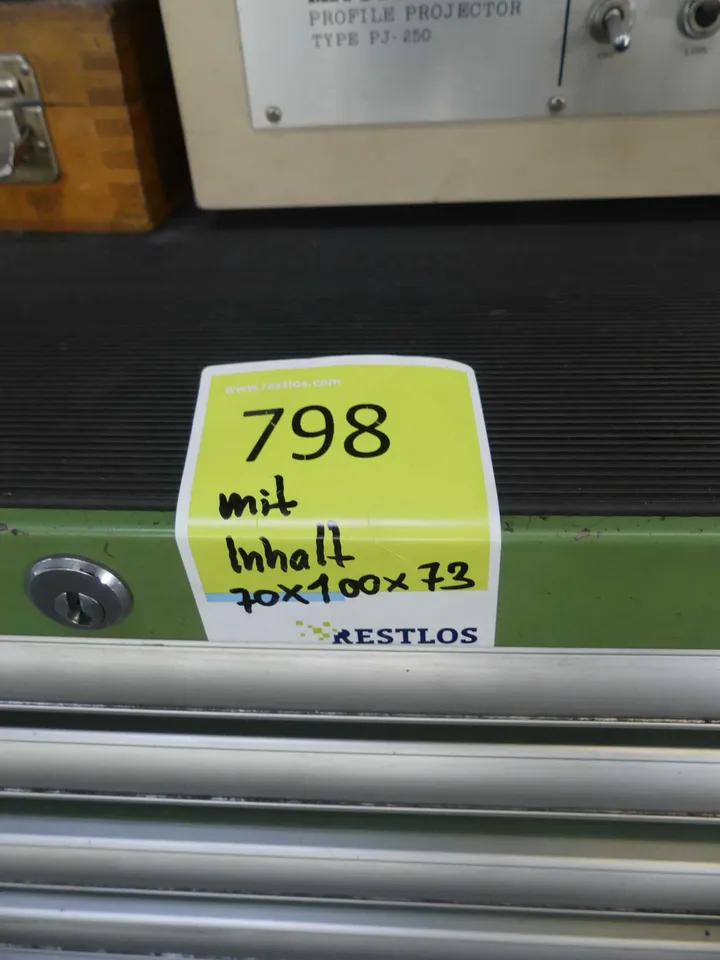 PROFILE PROJECTOR
TYPE PJ-250
www.restlos.com
798
mit
Inhalt
70x100x73
RESTLOS